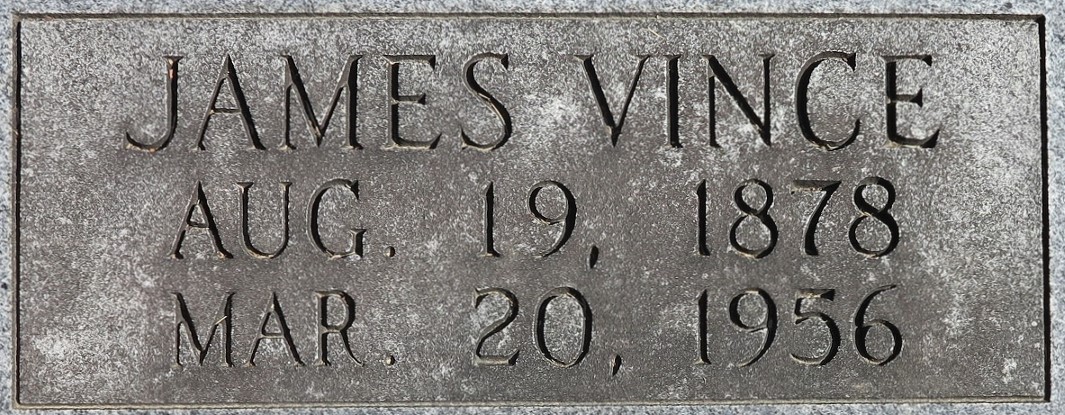 JAMES VINCE
AUG. 19, 1878
MAR. 20, 1956